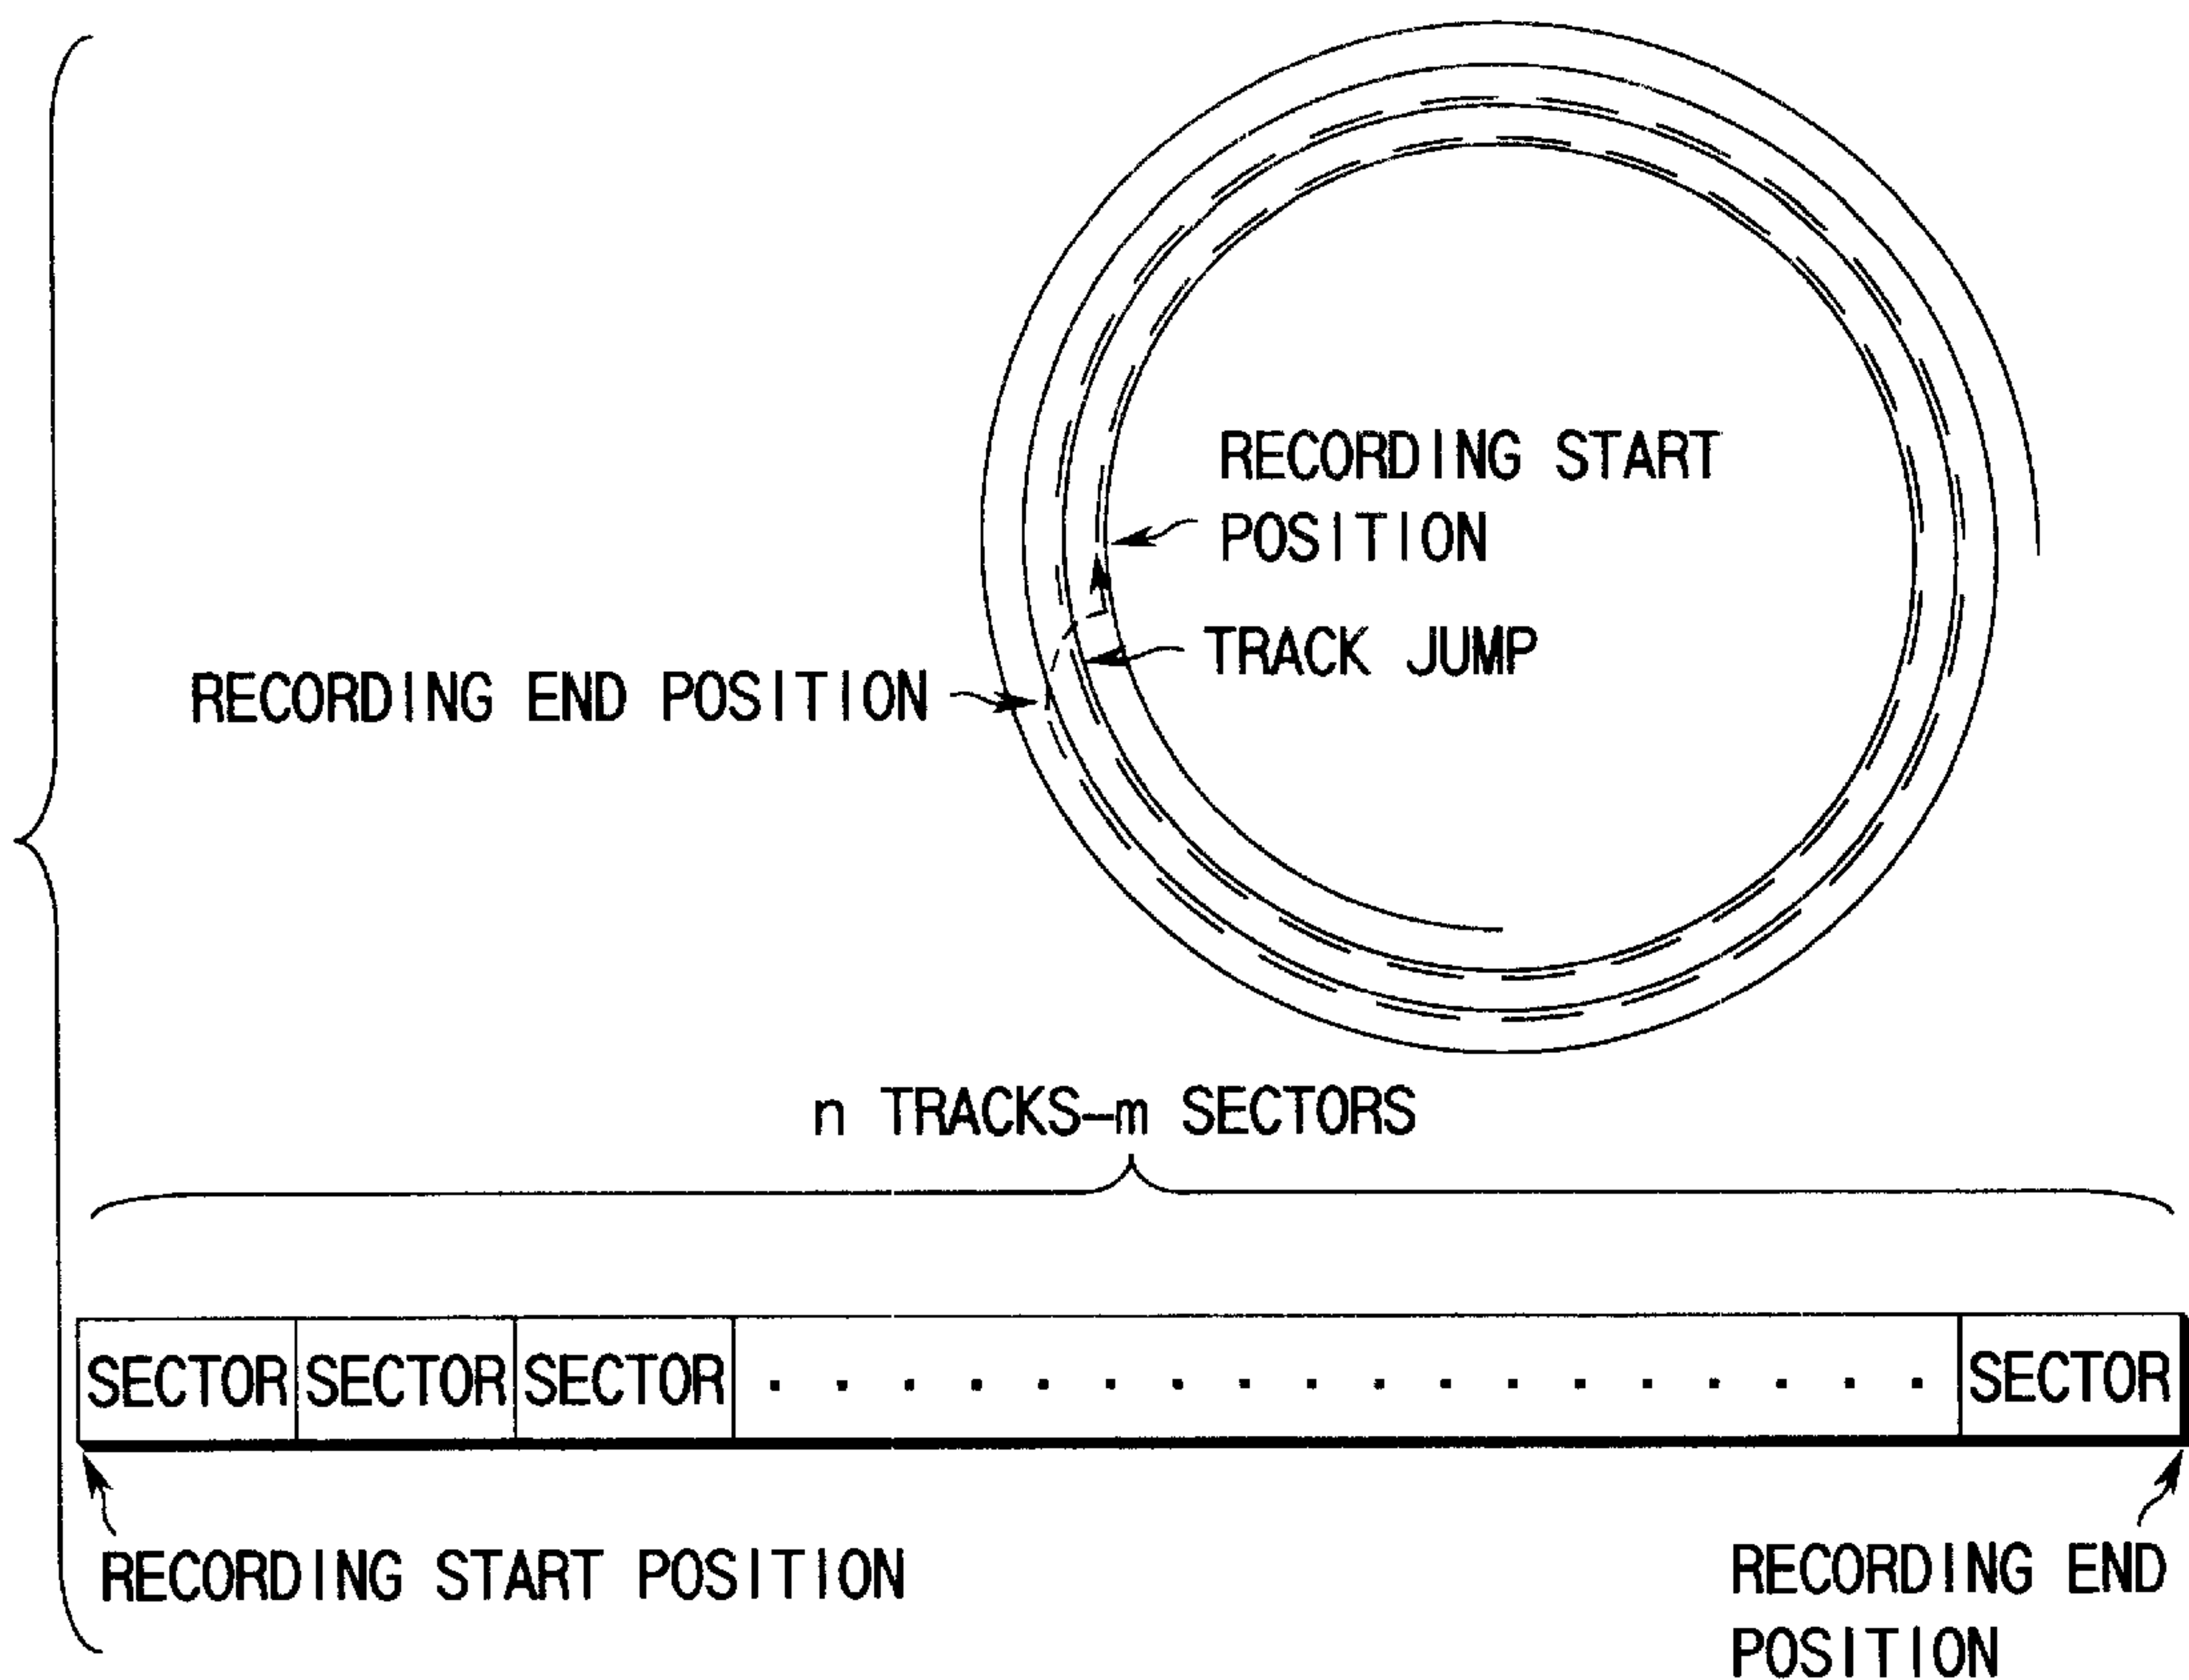 RECORDING START
POSITION
TRACK JUMP
RECORDING END POSITION
n TRACKS-m SECTORS
SECTOR SECTOR SECTOR . . . . . . . . . . . . . . . . . . SECTOR
RECORDING START POSITION
RECORDING END
POSITION